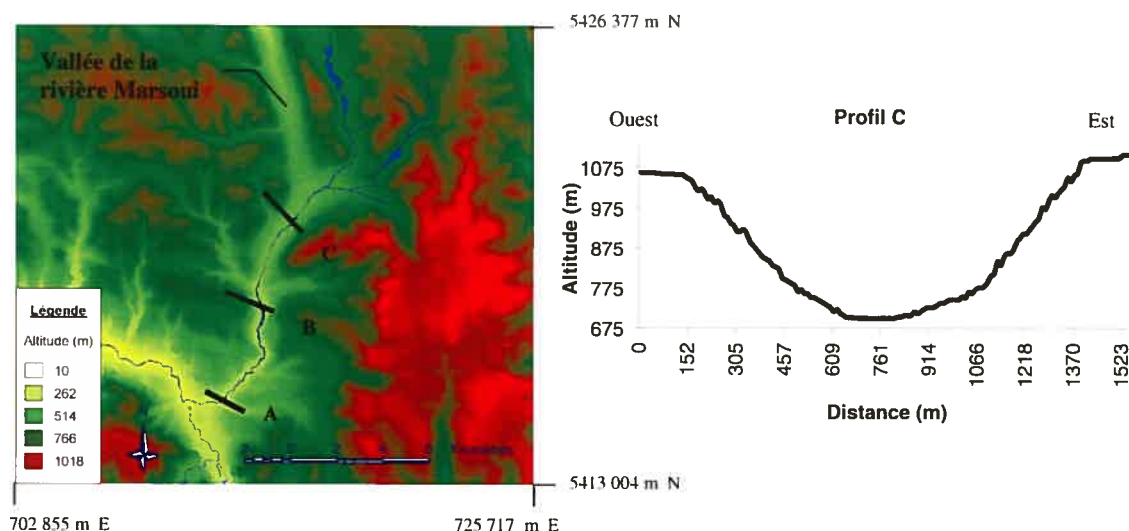 5426 377 m N
Vallée de la
rivière Marsoui
C
B
A
Légende
Altitude (m)
10
262
514
766
1018
5413 004 m N
702 855 m E
725 717 m E
Ouest
Profil C
Est
Altitude (m)
1075
975
875
775
675
0
152
305
457
609
761
914
1066
1218
1370
1523
Distance (m)